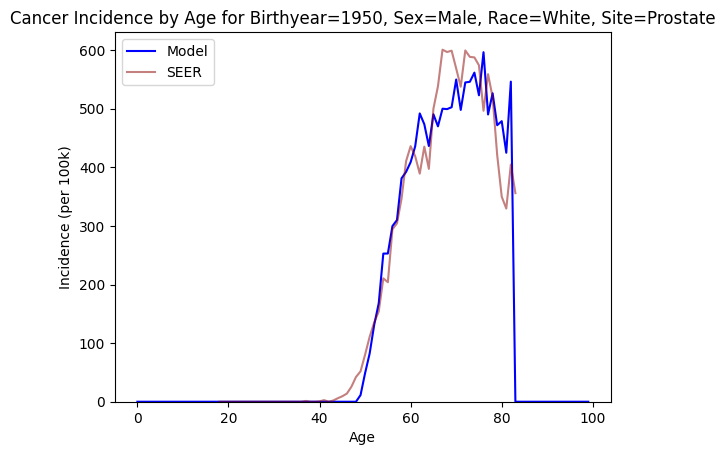 Cancer Incidence by Age for Birthyear=1950, Sex=Male, Race=White, Site=Prostate
Model
SEER
600
500
400
300
200
100
0
Incidence (per 100k)
0 20 40 60 80 100
Age